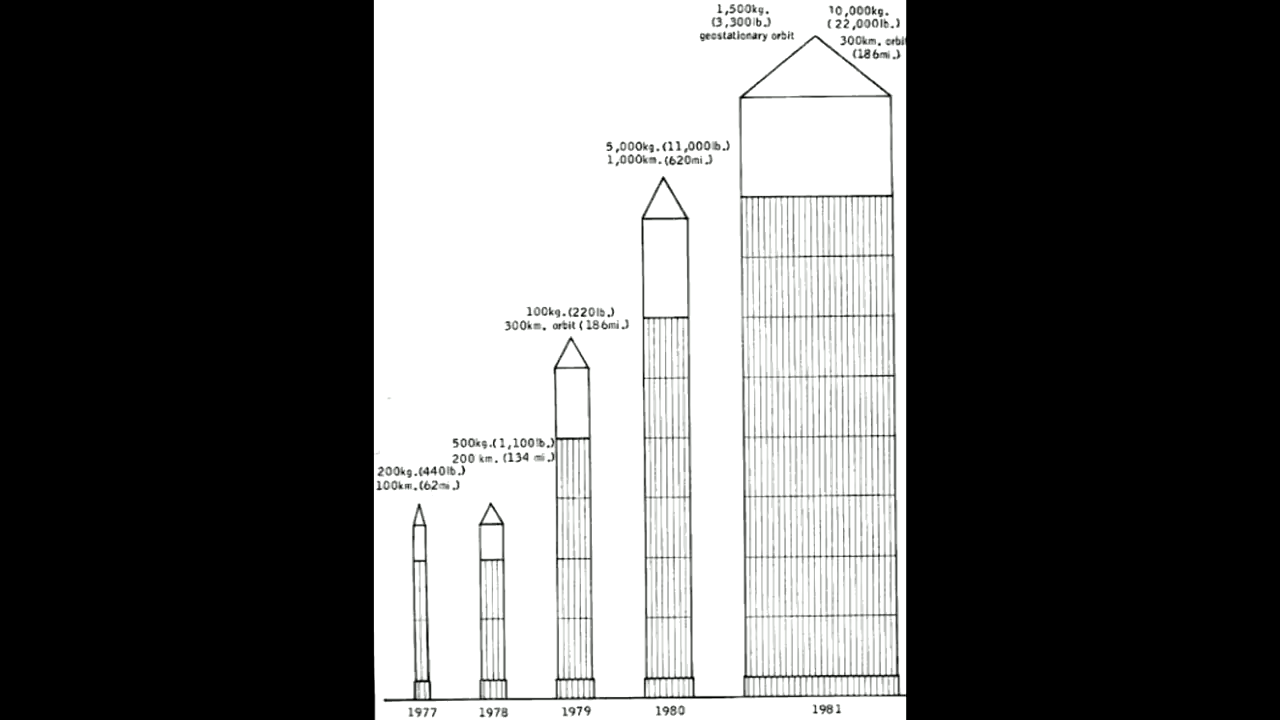 1,500kg.
(3,300lb.)
geostationary orbit
10,000kg.
(22,000lb.)
300km. orbit
(186mi.)
5,000kg.(11,000lb.)
1,000km.(620mi.)
100kg.(220lb.)
300km. orbit (186mi.)
500kg.(1,100lb.)
200 km. (134 mi.)
200kg.(440lb.)
100km.(62mi.)
1977
1978
1979
1980
1981